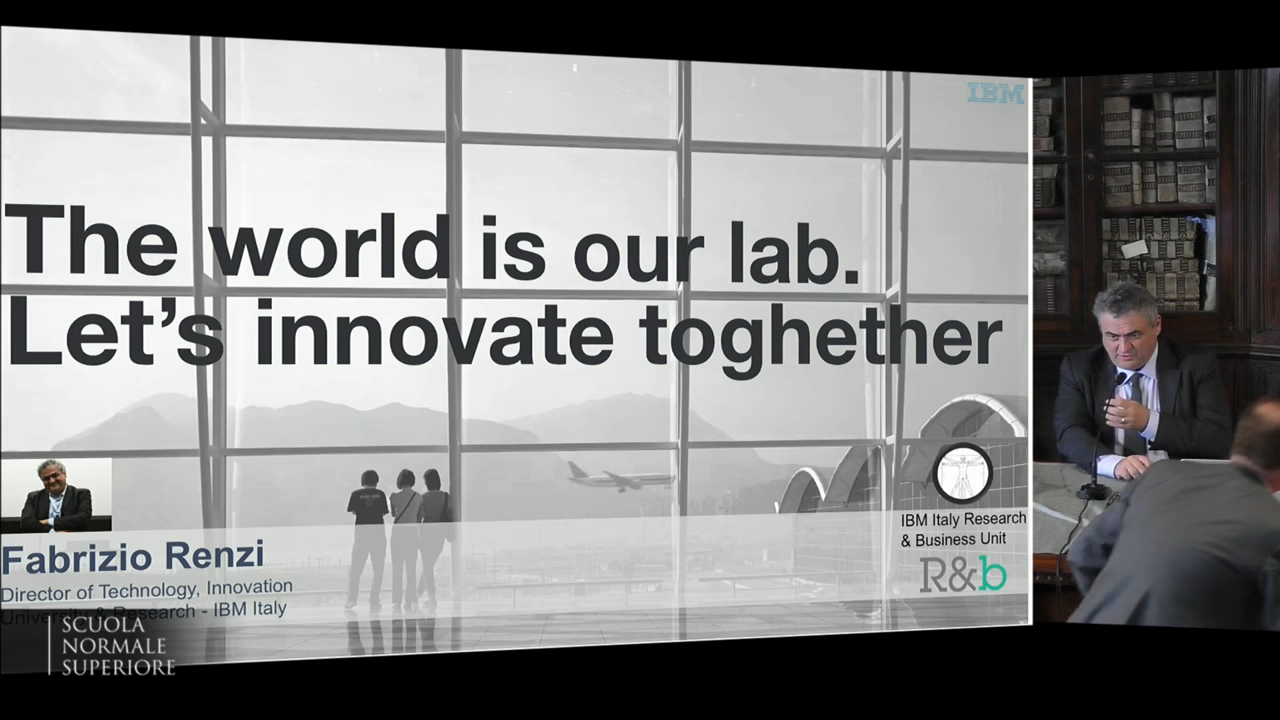 IBM
The world is our lab.
Let's innovate toghether
Fabrizio Renzi
Director of Technology, Innovation
University & Research - IBM Italy
IBM Italy Research
& Business Unit
R&b
SCUOLA
NORMALE
SUPERIORE